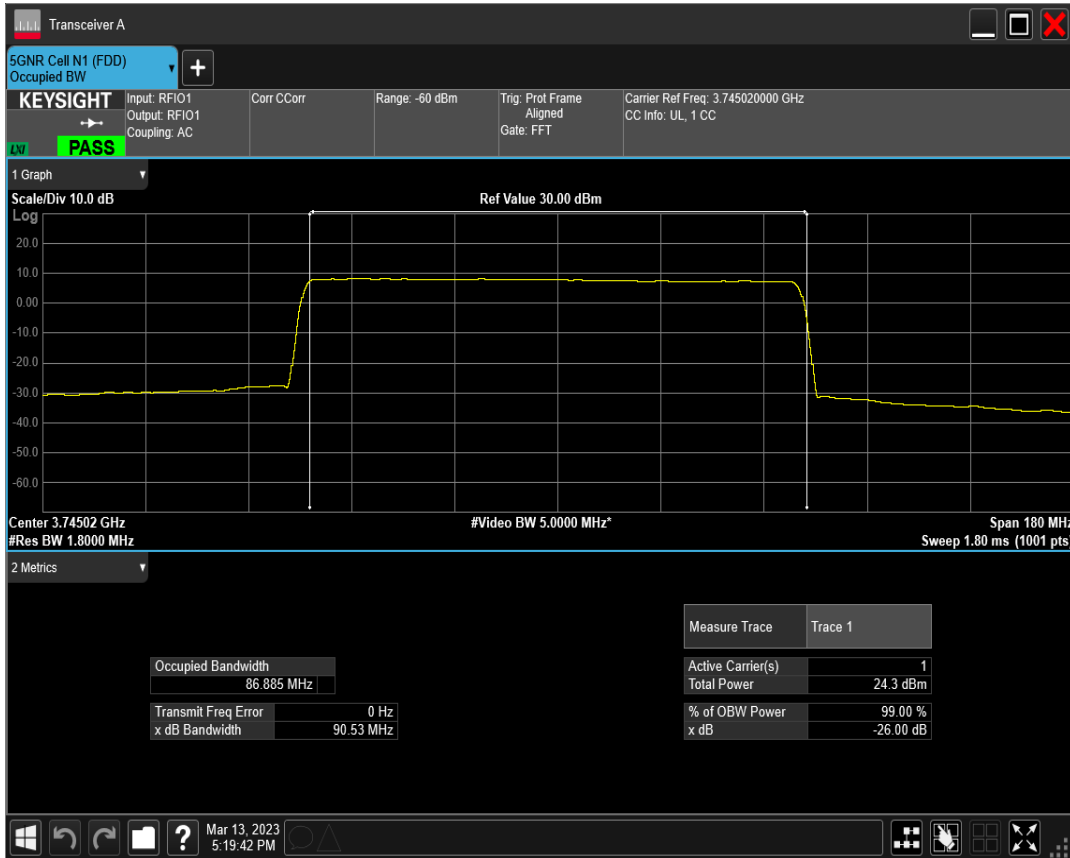 Transceiver A
5GNR Cell N1 (FDD)
Occupied BW
+
KEYSIGHT
LXI
PASS
Input: RFIO1
Output: RFIO1
Coupling: AC
Corr CCorr
Range: -60 dBm
Trig: Prot Frame
Aligned
Gate: FFT
Carrier Ref Freq: 3.745020000 GHz
CC Info: UL, 1 CC
1 Graph
Scale/Div 10.0 dB
Ref Value 30.00 dBm
Log
20.0
10.0
0.00
-10.0
-20.0
-30.0
-40.0
-50.0
-60.0
Center 3.74502 GHz
#Video BW 5.0000 MHz*
Span 180 MHz
#Res BW 1.8000 MHz
Sweep 1.80 ms (1001 pts)
2 Metrics
Measure Trace Trace 1
Occupied Bandwidth
86.885 MHz
Active Carrier(s) 1
Total Power 24.3 dBm
Transmit Freq Error 0 Hz
x dB Bandwidth 90.53 MHz
% of OBW Power 99.00 %
x dB -26.00 dB
?
Mar 13, 2023
5:19:42 PM